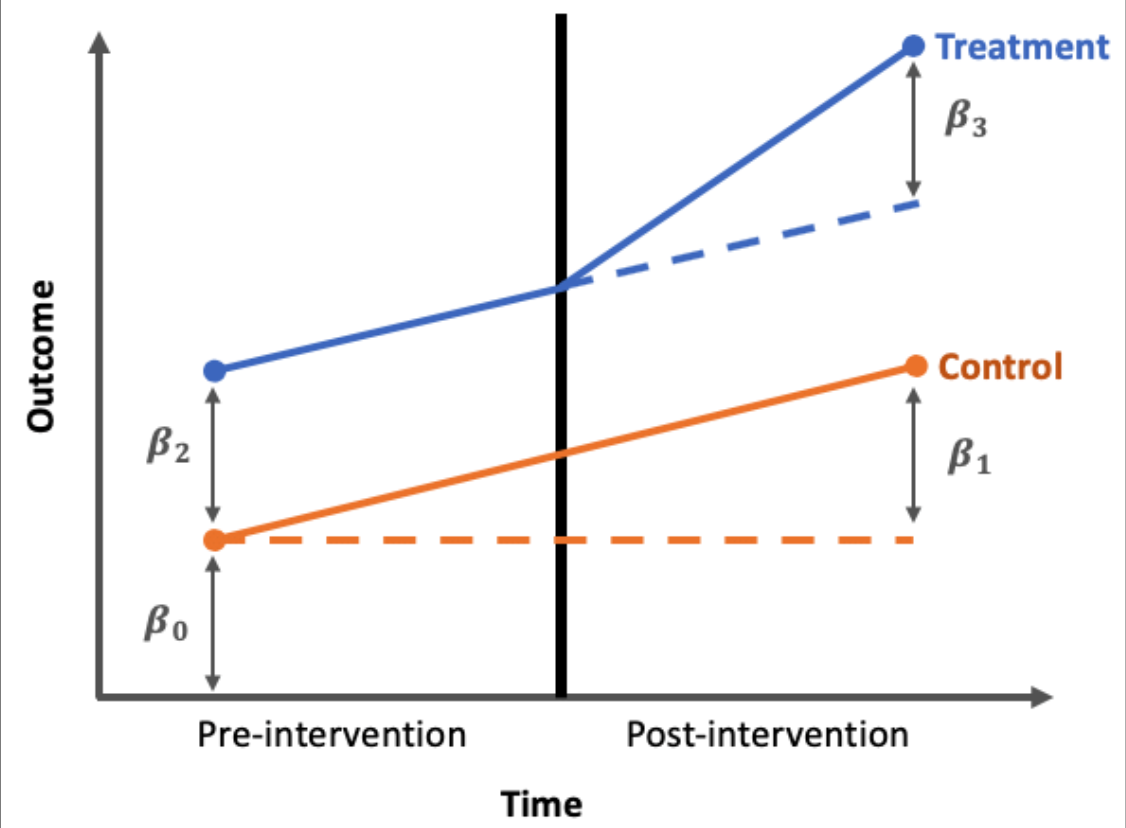 Treatment
β₃
Outcome
Control
β₂
β₁
β₀
Pre-intervention
Post-intervention
Time